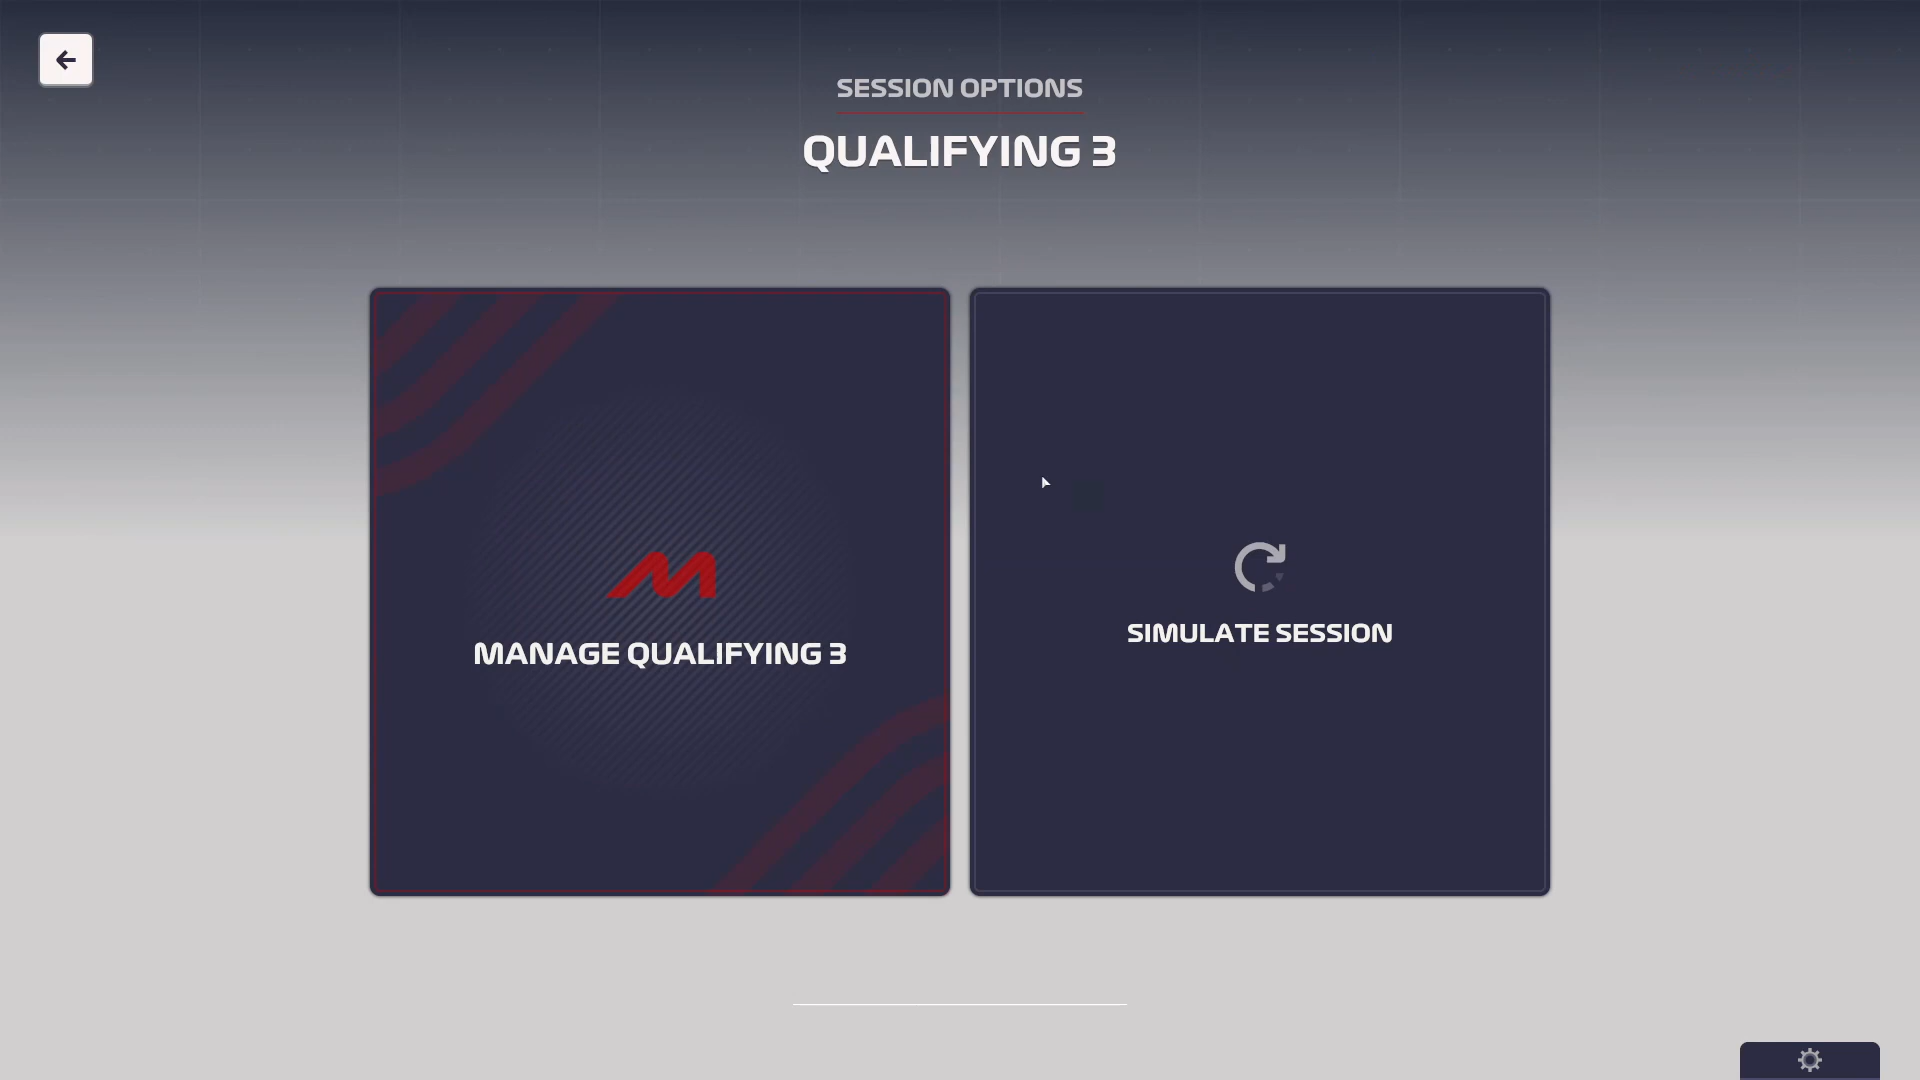 SESSION OPTIONS
QUALIFYING 3
MANAGE QUALIFYING 3
SIMULATE SESSION